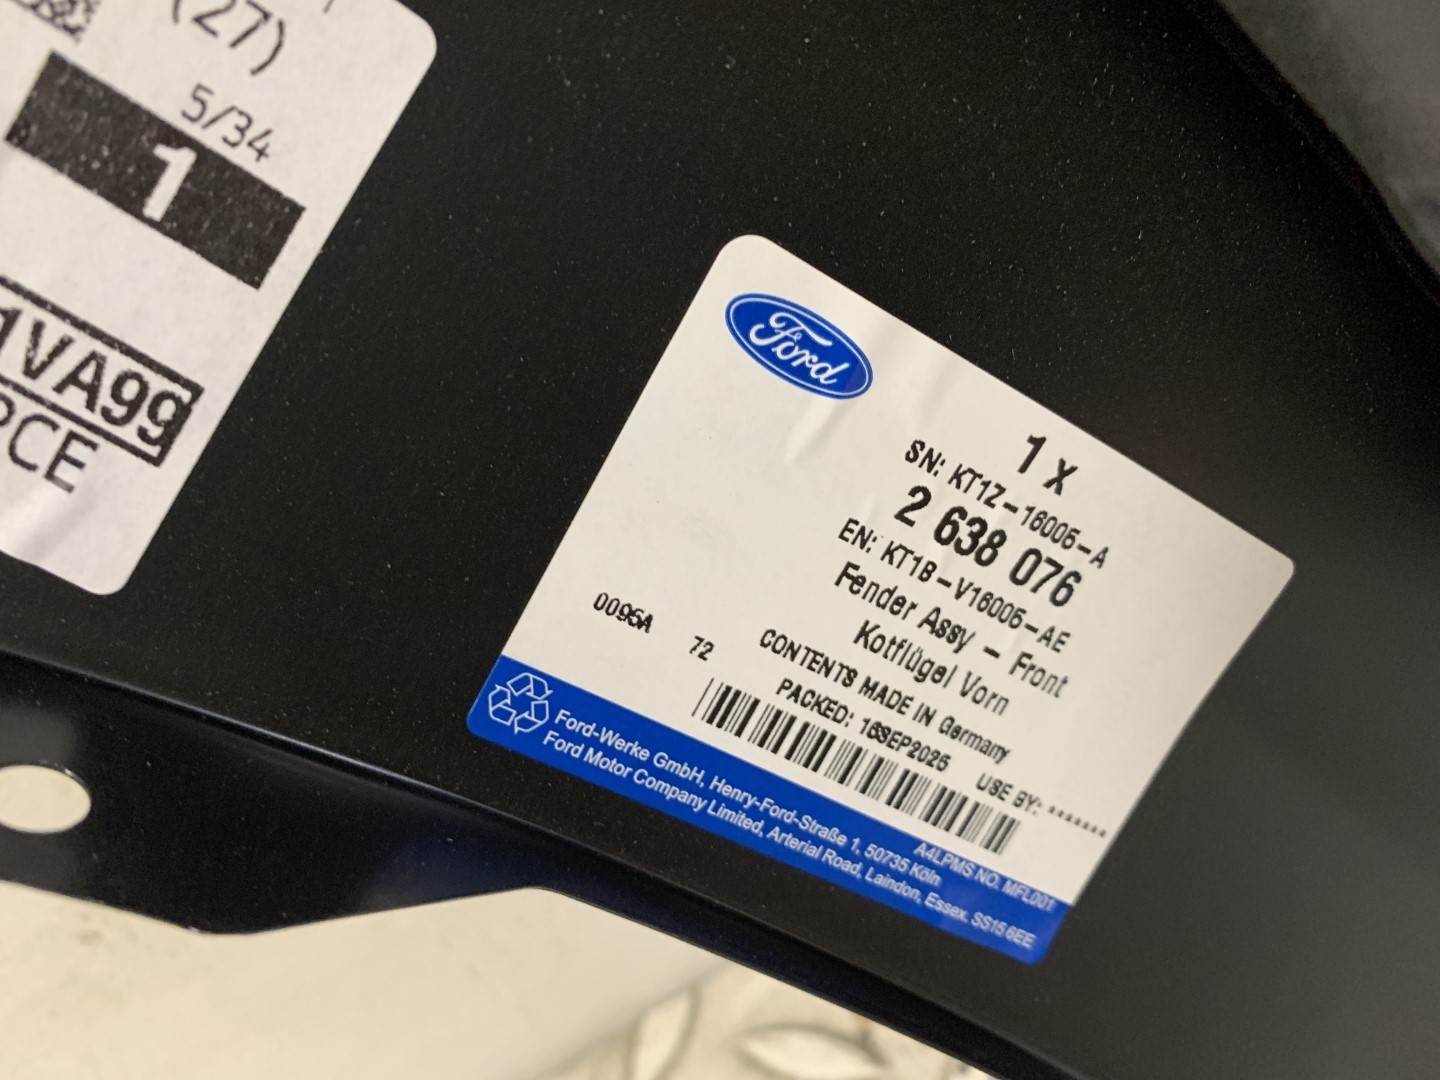 (27)
5/34
1
1VA99
RCE
Ford
1 x
SN: KT1Z-16006-A
2 638 076
EN: KT1B-V16006-AE
Fender Assy - Front
Kotflügel Vorn
0095A
72
CONTENTS MADE IN Germany
PACKED: 16SEP2025
USE BY: *******
A4LPMS NO. MFL001
Ford-Werke GmbH, Henry-Ford-Straße 1, 50735 Köln
Ford Motor Company Limited, Arterial Road, Laindon, Essex. SS15 6EE